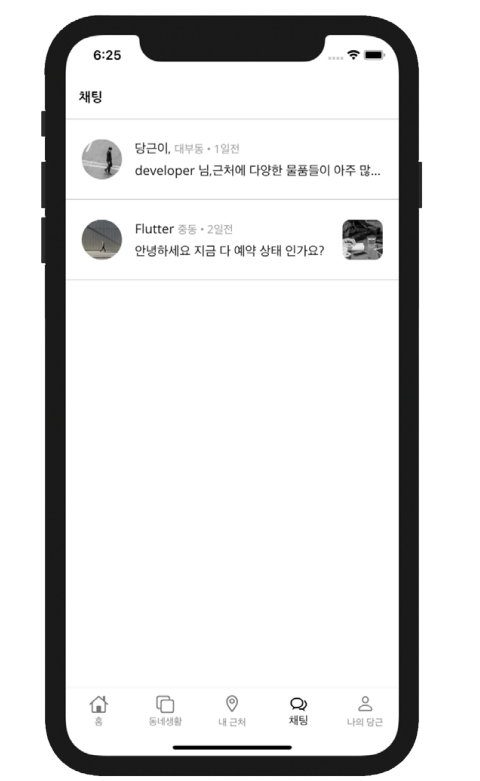 6:25
채팅
당근이, 대부동 • 1일전
developer 님,근처에 다양한 물품들이 아주 많...
Flutter 중동 • 2일전
안녕하세요 지금 다 예약 상태 인가요?
홈 동네생활 내 근처 채팅 나의 당근